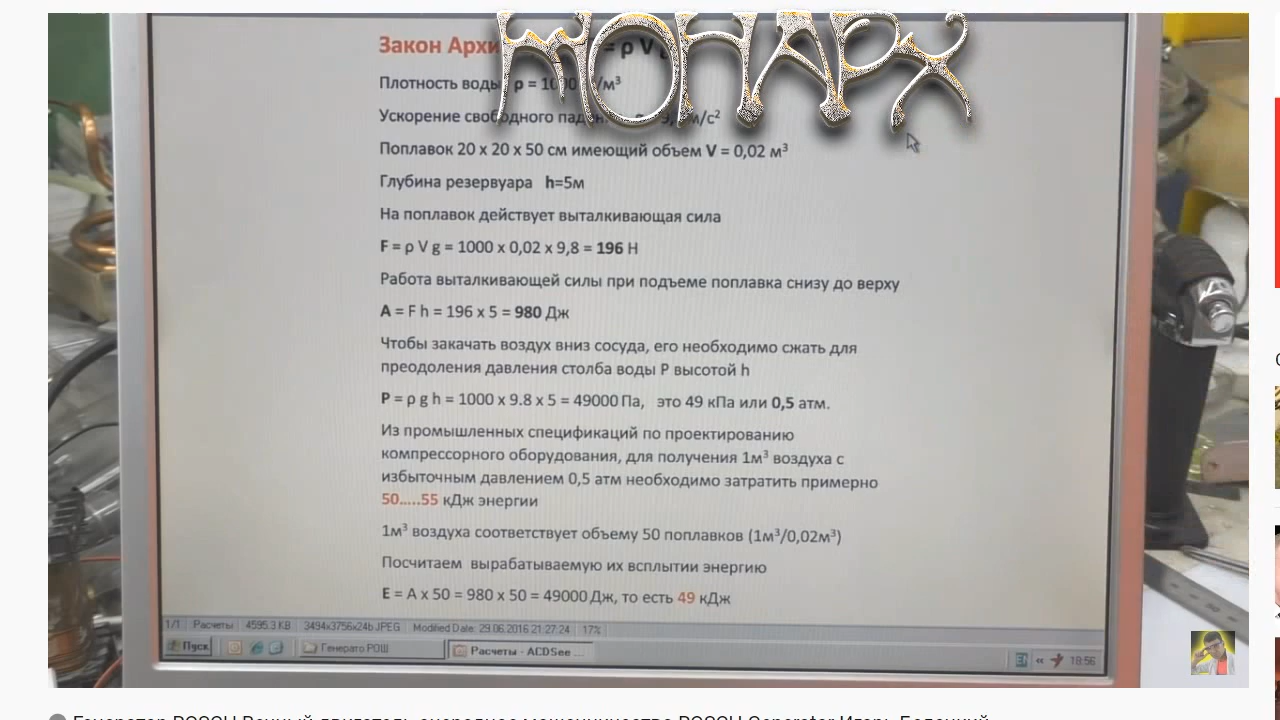 МОНАРХ
Закон Архи = ρ V
Плотность воды ρ = /м³
Ускорение свободного м/с²
Поплавок 20 x 20 x 50 см имеющий объем V = 0,02 м³
Глубина резервуара h=5м
На поплавок действует выталкивающая сила
F = ρ V g = 1000 x 0,02 x 9,8 = 196 Н
Работа выталкивающей силы при подъеме поплавка снизу до верху
A = F h = 196 x 5 = 980 Дж
Чтобы закачать воздух вниз сосуда, его необходимо сжать для
преодоления давления столба воды P высотой h
P = ρ g h = 1000 x 9.8 x 5 = 49000 Па, это 49 кПа или 0,5 атм.
Из промышленных спецификаций по проектированию
компрессорного оборудования, для получения 1м³ воздуха с
избыточным давлением 0,5 атм необходимо затратить примерно
50.....55 кДж энергии
1м³ воздуха соответствует объему 50 поплавков (1м³/0,02м³)
Посчитаем вырабатываемую их всплытии энергию
E = A x 50 = 980 x 50 = 49000 Дж, то есть 49 кДж
1/1 Расчеты 4595.3 KB 3494x3756x24b JPEG Modified Date: 29.06.2016 21:27:24 17%
Пуск Генерато РОШ Расчеты - ACDSee ... EN « 18:56